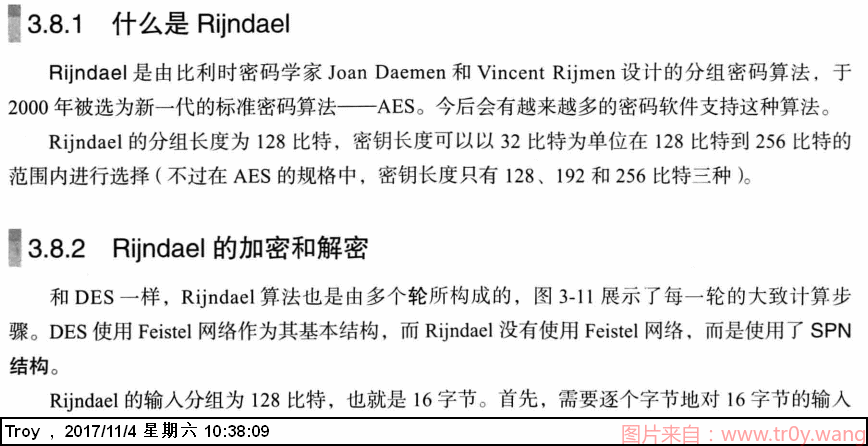 3.8.1 什么是 Rijndael
Rijndael 是由比利时密码学家 Joan Daemen 和 Vincent Rijmen 设计的分组密码算法，于
2000 年被选为新一代的标准密码算法——AES。今后会有越来越多的密码软件支持这种算法。
Rijndael 的分组长度为 128 比特，密钥长度可以以 32 比特为单位在 128 比特到 256 比特的
范围内进行选择（不过在 AES 的规格中，密钥长度只有 128、192 和 256 比特三种）。
3.8.2 Rijndael 的加密和解密
和 DES 一样，Rijndael 算法也是由多个轮所构成的，图 3-11 展示了每一轮的大致计算步
骤。DES 使用 Feistel 网络作为其基本结构，而 Rijndael 没有使用 Feistel 网络，而是使用了 SPN
结构。
Rijndael 的输入分组为 128 比特，也就是 16 字节。首先，需要逐个字节地对 16 字节的输入
Troy , 2017/11/4 星期六 10:38:09
图片来自：www.tr0y.wang